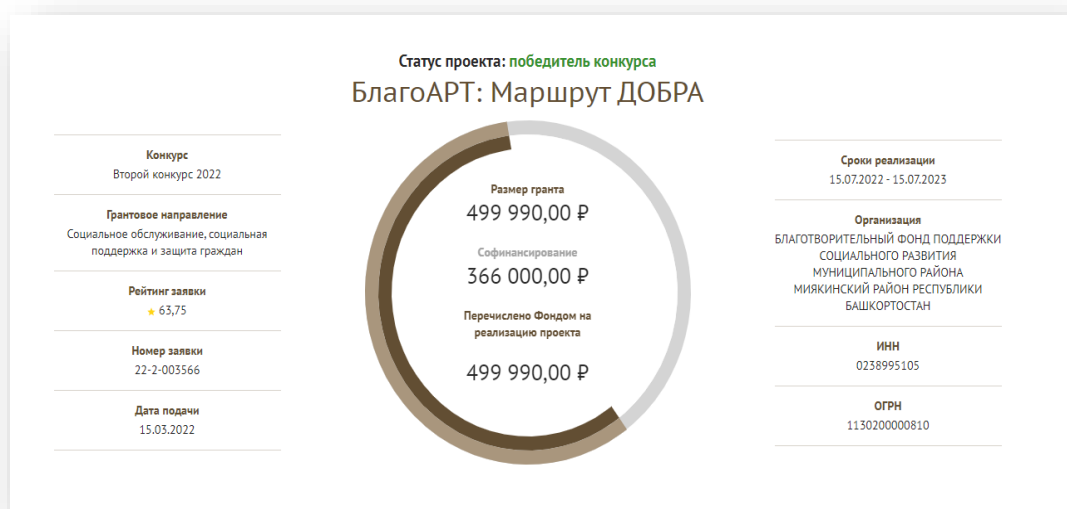 Статус проекта: победитель конкурса
БлагоАРТ: Маршрут ДОБРА
Конкурс
Второй конкурс 2022
Грантовое направление
Социальное обслуживание, социальная
поддержка и защита граждан
Рейтинг заявки
63,75
Номер заявки
22-2-003566
Дата подачи
15.03.2022
Размер гранта
499 990,00 ₽
Софинансирование
366 000,00 ₽
Перечислено Фондом на
реализацию проекта
499 990,00 ₽
Сроки реализации
15.07.2022 - 15.07.2023
Организация
БЛАГОТВОРИТЕЛЬНЫЙ ФОНД ПОДДЕРЖКИ
СОЦИАЛЬНОГО РАЗВИТИЯ
МУНИЦИПАЛЬНОГО РАЙОНА
МИЯКИНСКИЙ РАЙОН РЕСПУБЛИКИ
БАШКОРТОСТАН
ИНН
0238995105
ОГРН
1130200000810